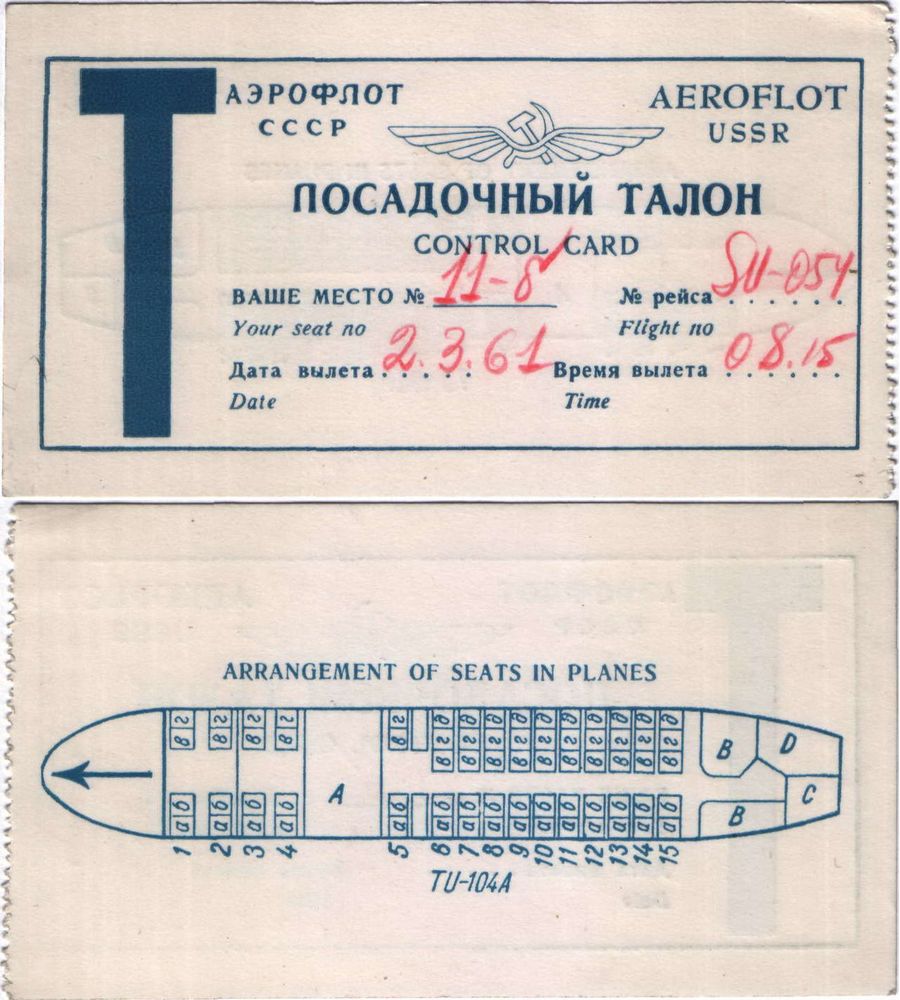 Т
АЭРОФЛОТ
СССР
AEROFLOT
USSR
ПОСАДОЧНЫЙ ТАЛОН
CONTROL CARD
ВАШЕ МЕСТО № 11-б
Your seat no
№ рейса SU-054
Flight no
Дата вылета 2.3.61
Date
Время вылета 08.15
Time
ARRANGEMENT OF SEATS IN PLANES
в г в г в г в г в г в г д в г д в г д в г д в г д в г д в г д в г д в г д в г д
A B D
B C
а б а б а б а б а б а б а б а б а б а б а б а б а б а б а б
1 2 3 4 5 6 7 8 9 10 11 12 13 14 15
TU-104A